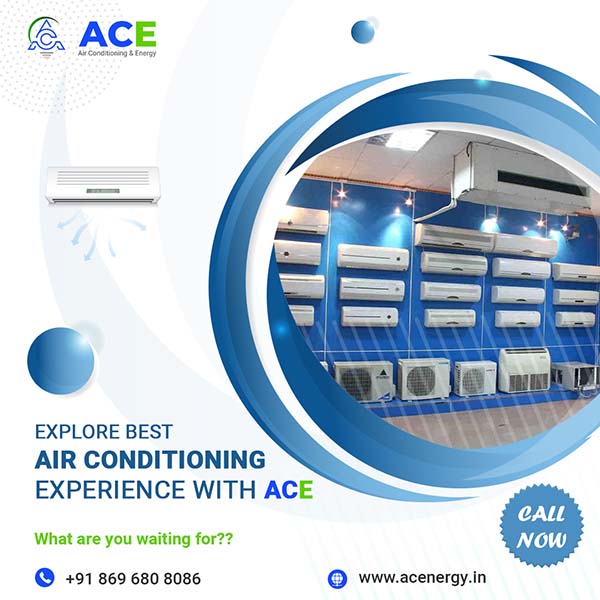 ACE
Air Conditioning & Energy
EXPLORE BEST
AIR CONDITIONING
EXPERIENCE WITH ACE
What are you waiting for??
CALL
NOW
+91 869 680 8086
www.acenergy.in